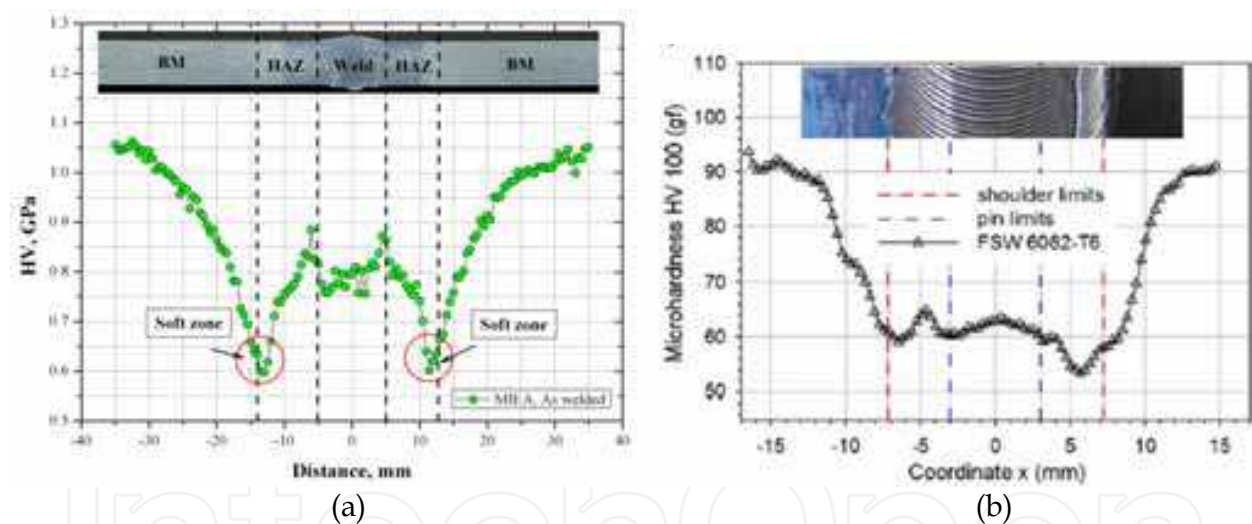 1.3
1.2
1.1
1.0
0.9
0.8
0.7
0.6
0.5
HV, GPa
BM HAZ Weld HAZ BM
Soft zone
Soft zone
MIEA, As welded
-40 -30 -20 -10 0 10 20 30 40
Distance, mm
(a)
110
100
90
80
70
60
50
Microhardness HV 100 (gf)
shoulder limits
pin limits
FSW 6082-T6
-15 -10 -5 0 5 10 15
Coordinate x (mm)
(b)
IntechOpen